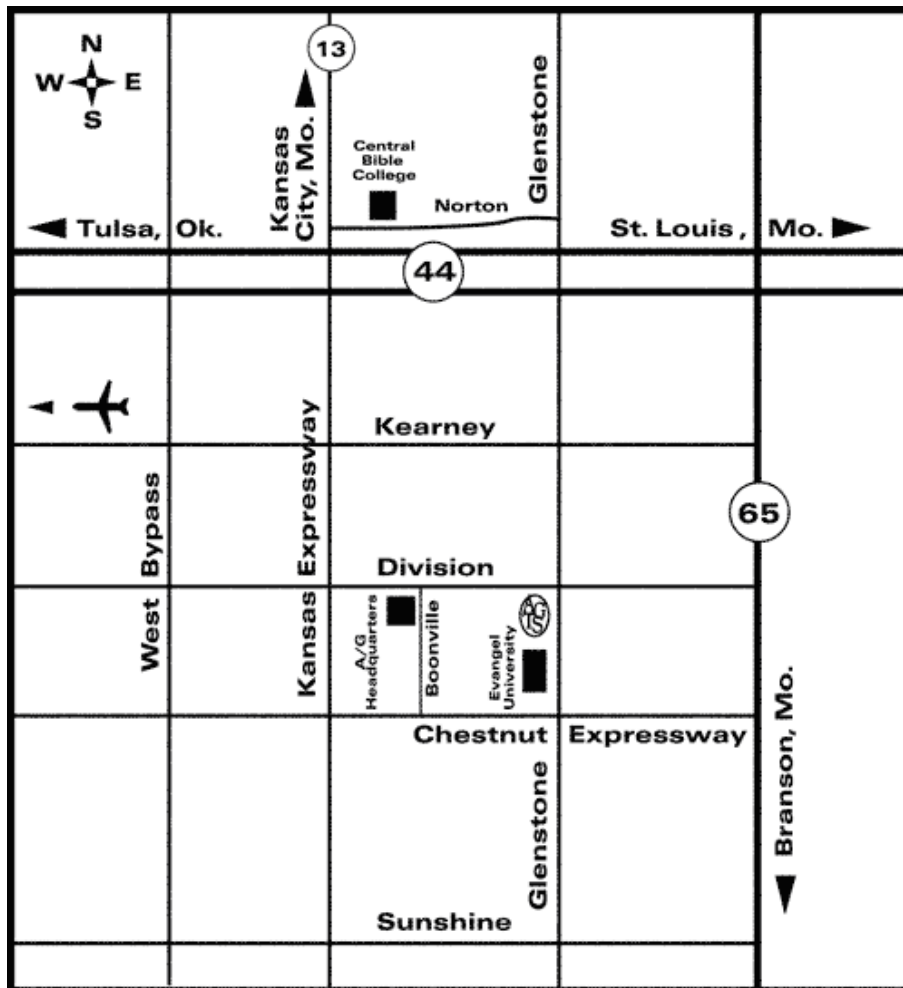 N
W E
S
13
Kansas
City, Mo.
Central
Bible
College
Glenstone
Norton
Tulsa, Ok.
St. Louis , Mo.
44
Kearney
West Bypass
Kansas Expressway
65
Division
A/G
Headquarters
Boonville
AGTS
Evangel
University
Chestnut Expressway
Glenstone
Branson, Mo.
Sunshine